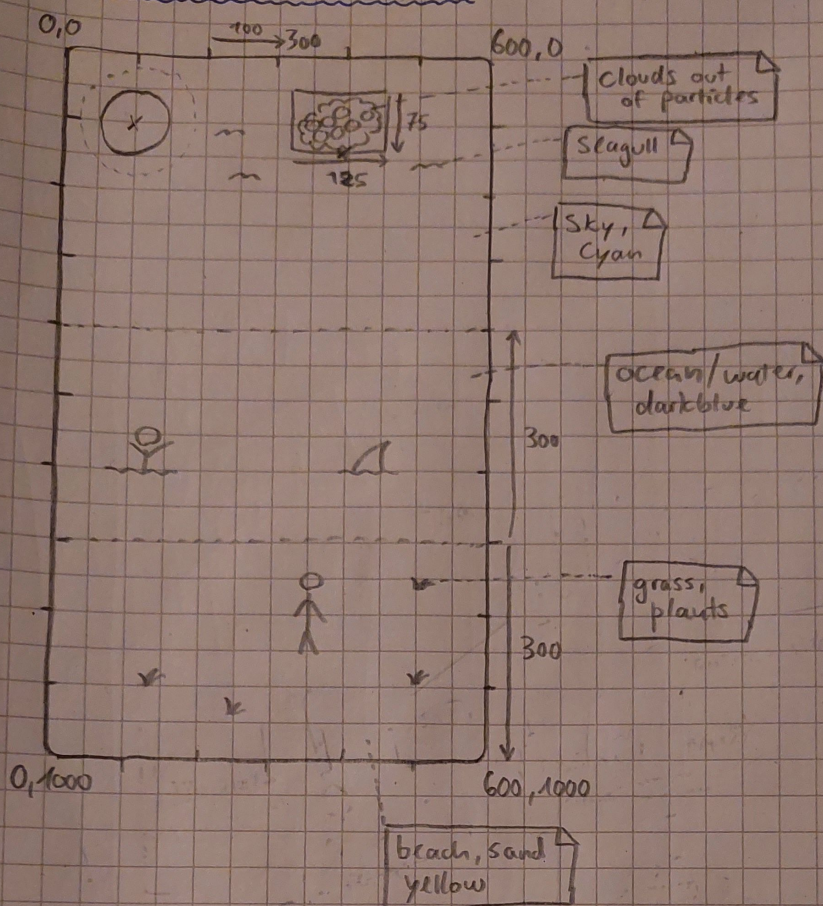 0,0
100
300
600,0
clouds out
of particles
75
125
Seagull
Sky,
Cyan
ocean/water,
darkblue
300
grass,
plants
300
0,1000
600,1000
beach, sand
yellow